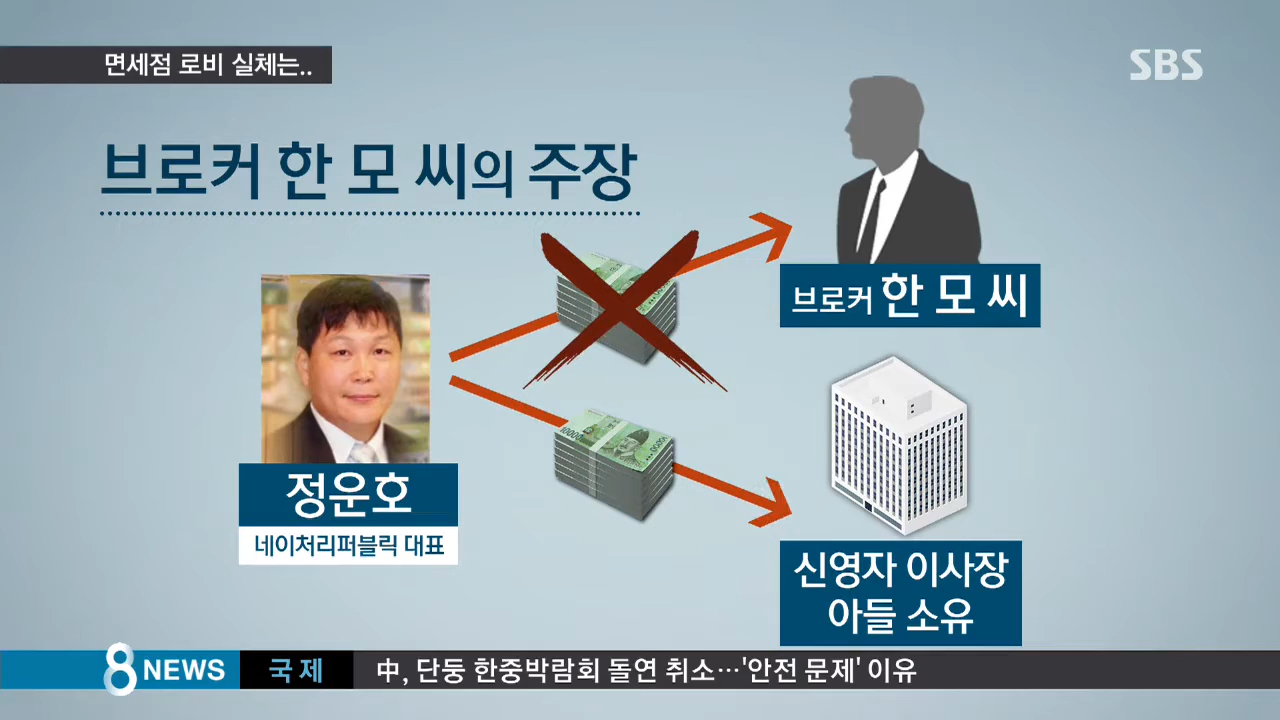 면세점 로비 실체는..
SBS
브로커 한 모 씨의 주장
브로커 한 모 씨
정운호
네이처리퍼블릭 대표
10000
신영자 이사장
아들 소유
8 NEWS
국 제
中, 단둥 한중박람회 돌연 취소…'안전 문제' 이유